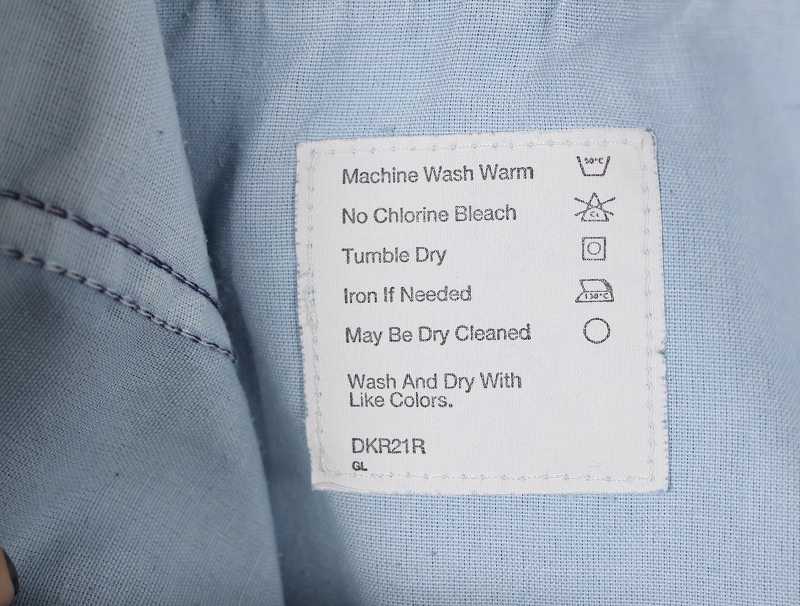 Machine Wash Warm 50°C
No Chlorine Bleach CL
Tumble Dry
Iron If Needed 130°C
May Be Dry Cleaned
Wash And Dry With
Like Colors.
DKR21R
GL